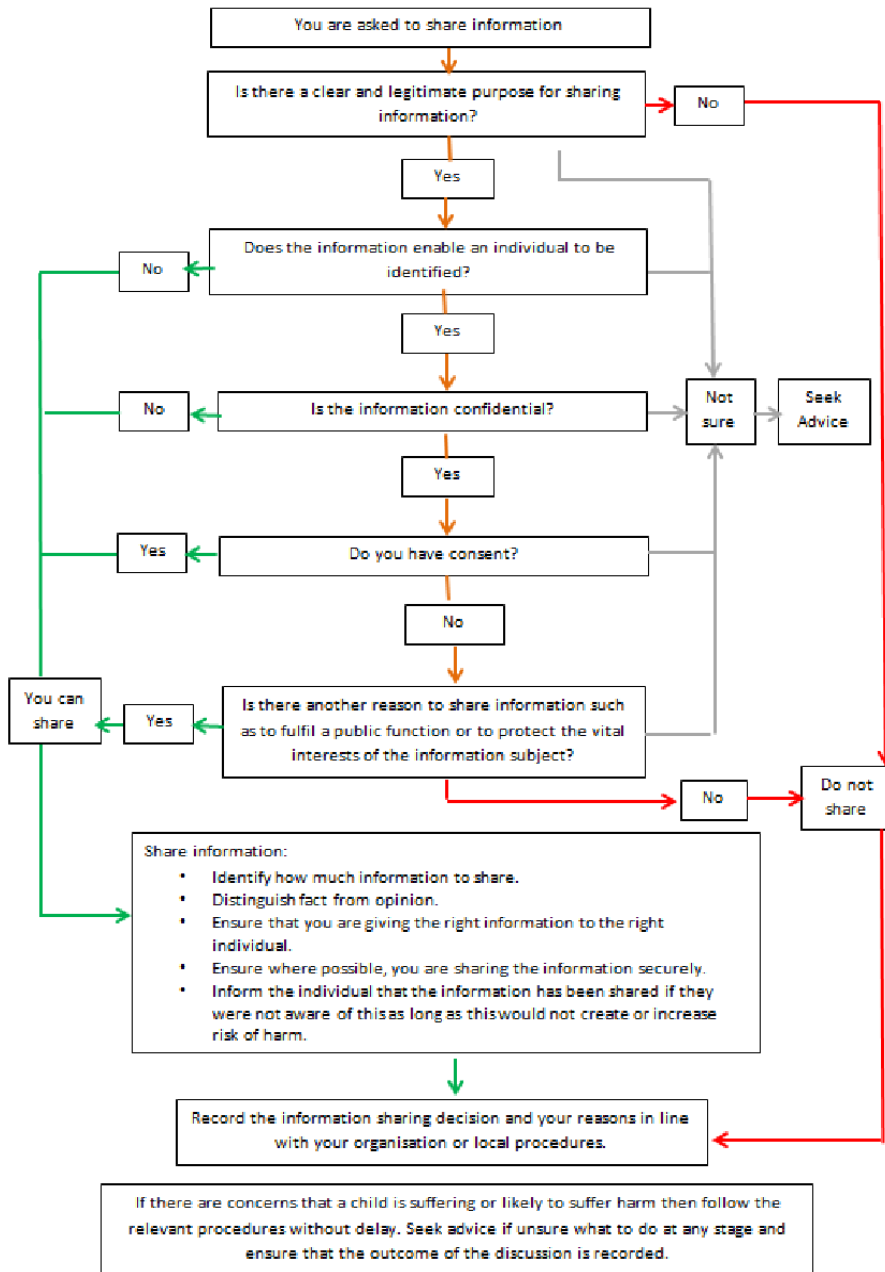 You are asked to share information
Is there a clear and legitimate purpose for sharing
information?
No
Yes
Does the information enable an individual to be
identified?
No
Yes
Is the information confidential?
No
Not
sure
Seek
Advice
Yes
Do you have consent?
Yes
No
Is there another reason to share information such
as to fulfil a public function or to protect the vital
interests of the information subject?
Yes
You can
share
No
Do not
share
Share information:
• Identify how much information to share.
• Distinguish fact from opinion.
• Ensure that you are giving the right information to the right
individual.
• Ensure where possible, you are sharing the information securely.
• Inform the individual that the information has been shared if they
were not aware of this as long as this would not create or increase
risk of harm.
Record the information sharing decision and your reasons in line
with your organisation or local procedures.
If there are concerns that a child is suffering or likely to suffer harm then follow the
relevant procedures without delay. Seek advice if unsure what to do at any stage and
ensure that the outcome of the discussion is recorded.